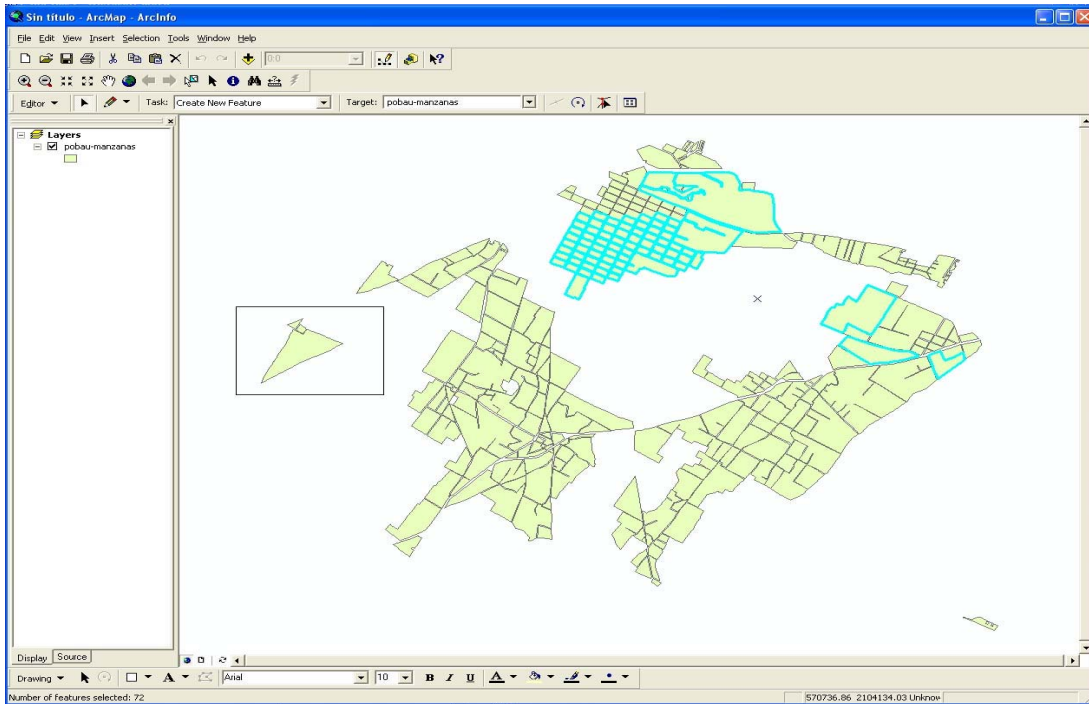 Sin título - ArcMap - ArcInfo
File Edit View Insert Selection Tools Window Help
0:0
Editor Task: Create New Feature Target: pobau-manzanas
Layers
pobau-manzanas
Display Source
Drawing A Arial 10 B I U A
Number of features selected: 72 570736.86 2104134.03 Unknow